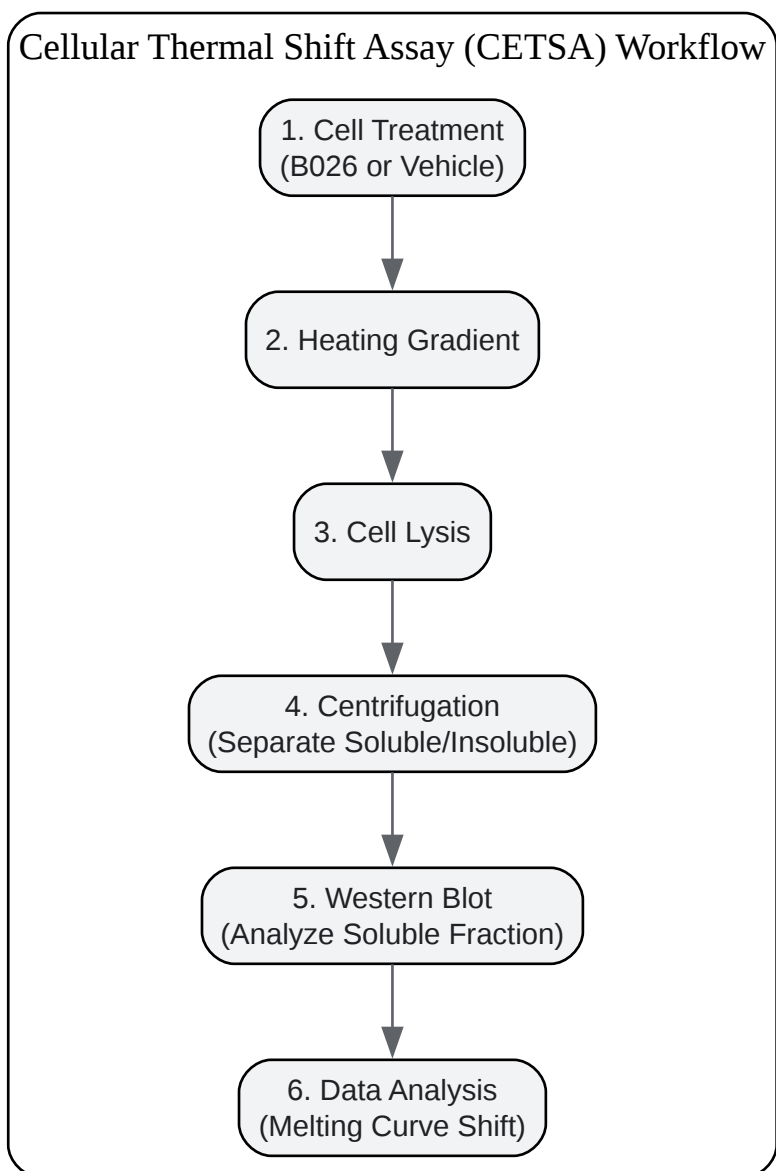 Cellular Thermal Shift Assay (CETSA) Workflow
1. Cell Treatment
(B026 or Vehicle)
2. Heating Gradient
3. Cell Lysis
4. Centrifugation
(Separate Soluble/Insoluble)
5. Western Blot
(Analyze Soluble Fraction)
6. Data Analysis
(Melting Curve Shift)